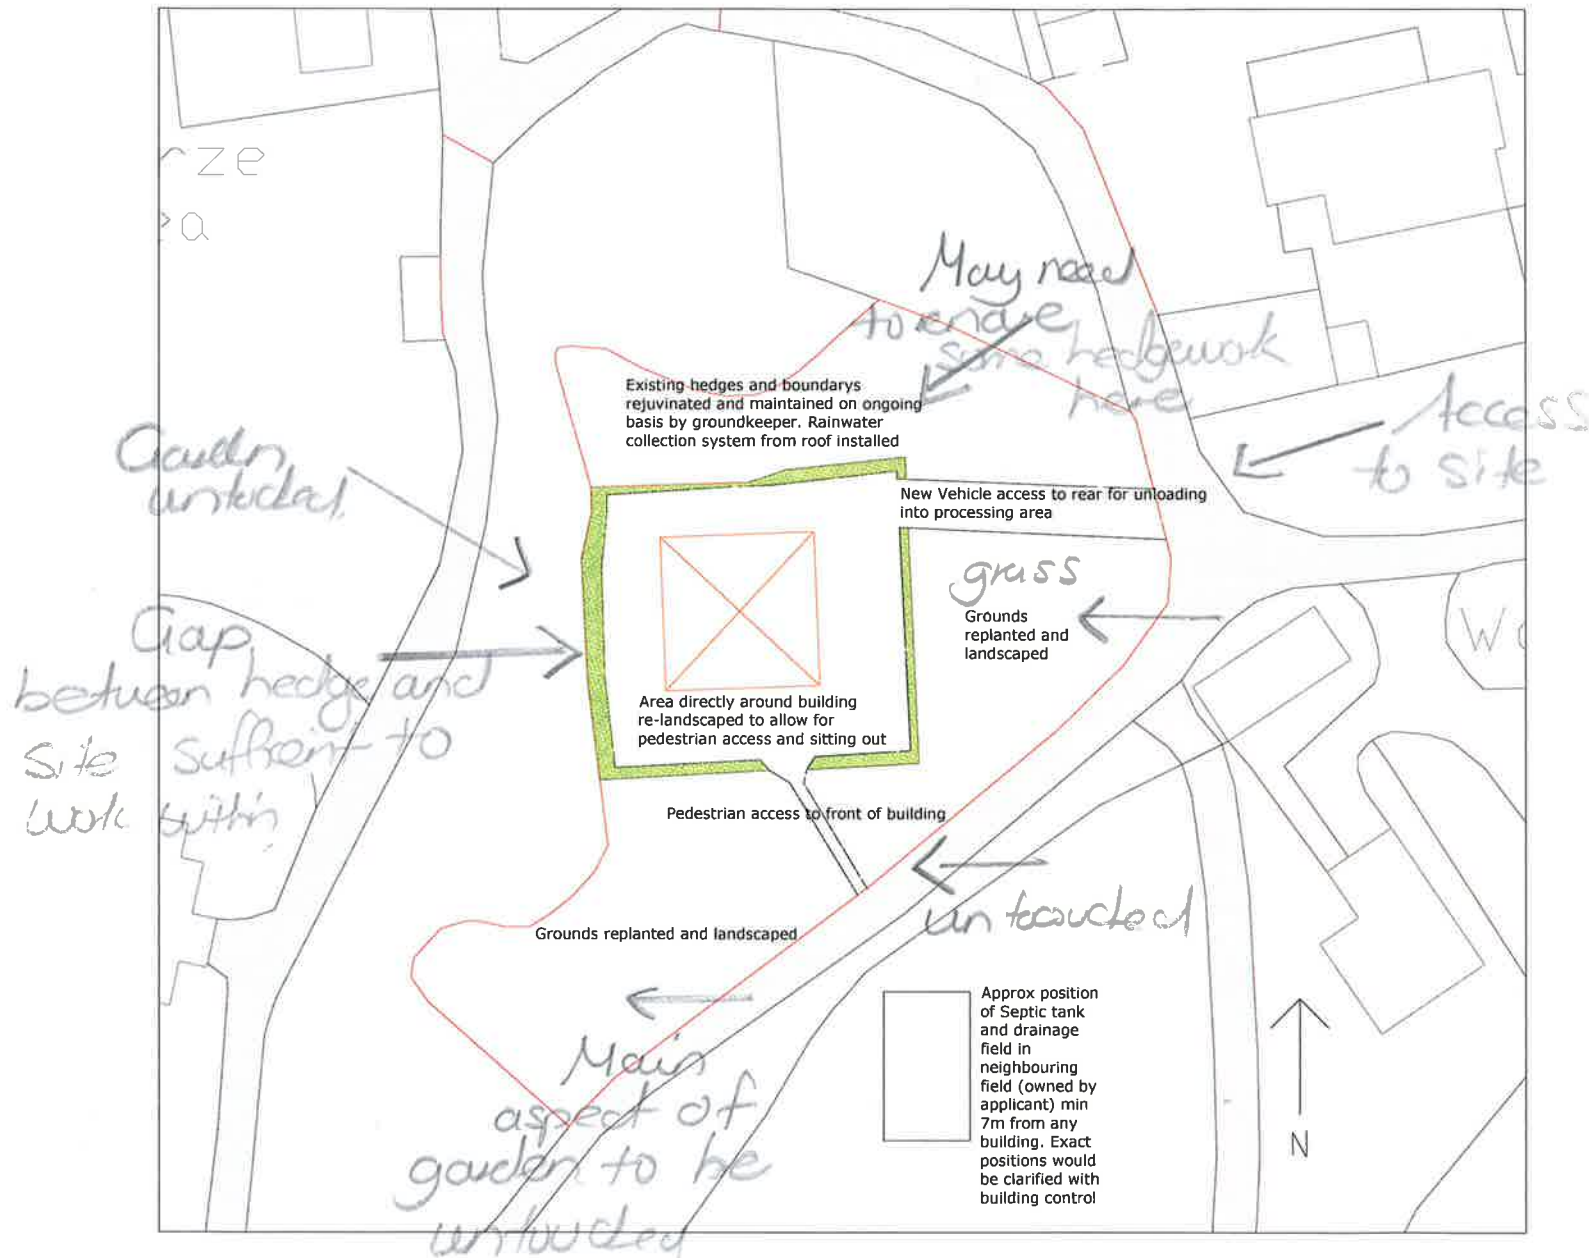 ze
a
May need
to endure
some hedgework
here
Existing hedges and boundarys
rejuvinated and maintained on ongoing
basis by groundkeeper. Rainwater
collection system from roof installed
Access
to Site
Garden
untouched
New Vehicle access to rear for unloading
into processing area
grass
Grounds
replanted and
landscaped
Gap
between hedge and
Site sufficient to
work within
Area directly around building
re-landscaped to allow for
pedestrian access and sitting out
Pedestrian access to front of building
untouched
Grounds replanted and landscaped
Main
aspect of
garden to be
untouched
Approx position
of Septic tank
and drainage
field in
neighbouring
field (owned by
applicant) min
7m from any
building. Exact
positions would
be clarified with
building control
N